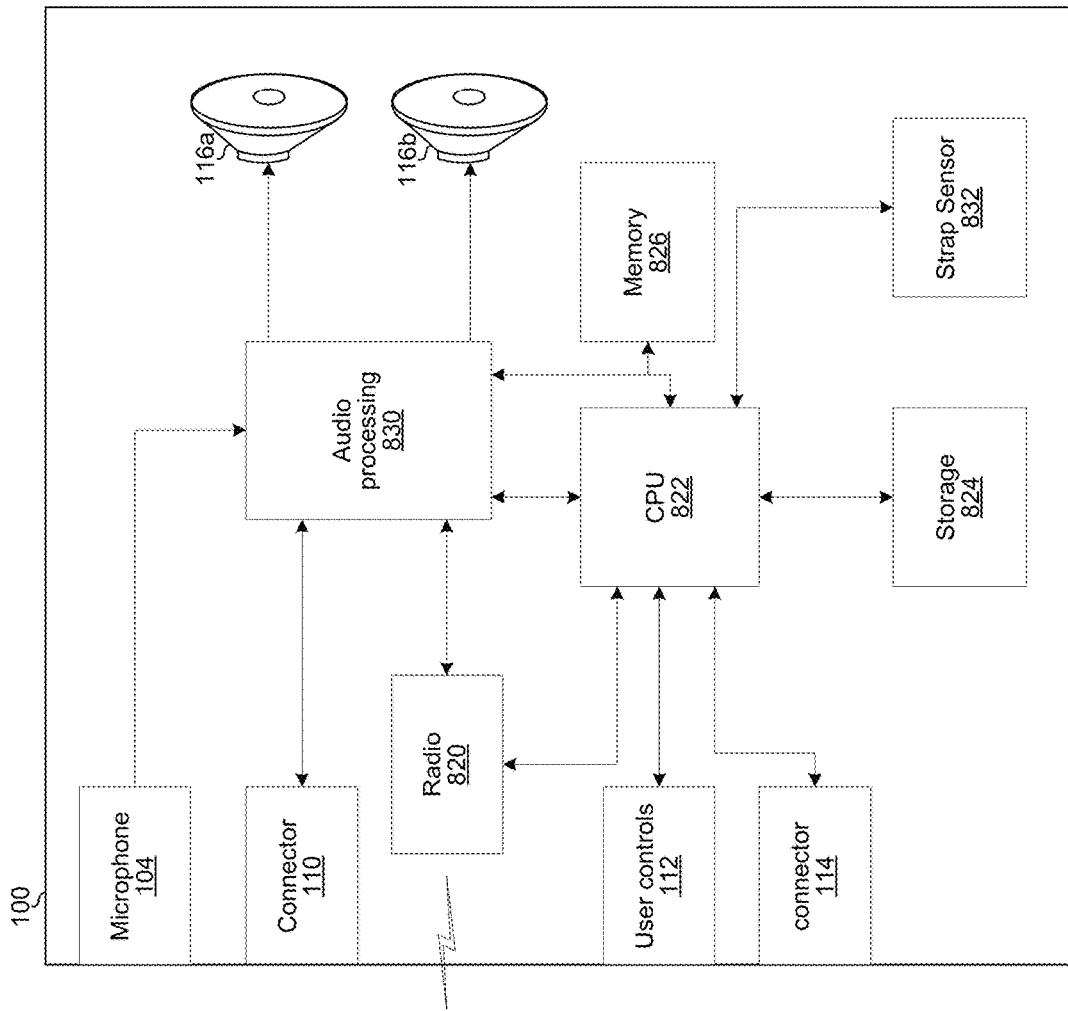 100
Microphone
104
Connector
110
Radio
820
User controls
112
connector
114
Audio
processing
830
CPU
822
Storage
824
Memory
826
Strap Sensor
832
116a
116b